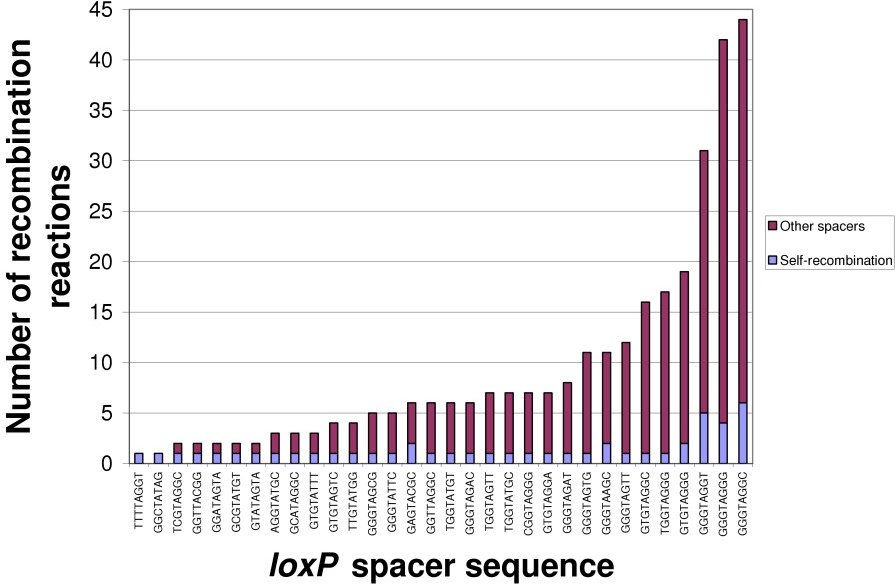 45
40
35
30
25
20
15
10
5
0
Number of recombination
reactions
Other spacers
Self-recombination
TTTTAGGT
GGCTATAG
TCGTAGGC
GGTTACGG
GGATAGTA
GCGTATGT
GTATAGTA
AGGTATGC
GCATAGGC
GTGTATTT
GTGTAGTC
TTGTATGG
GGGTAGCG
GGGTATTC
GAGTACGC
GGTTAGGC
TGGTATGT
GGGTAGAC
TGGTAGTT
TGGTATGC
CGGTAGGG
GTGTAGGA
GGGTAGAT
GGGTAGTG
GGGTAAGC
GGGTAGTT
GTGTAGGC
TGGTAGGG
GTGTAGGG
GGGTAGGT
GGGTAGGG
GGGTAGGC
loxP spacer sequence